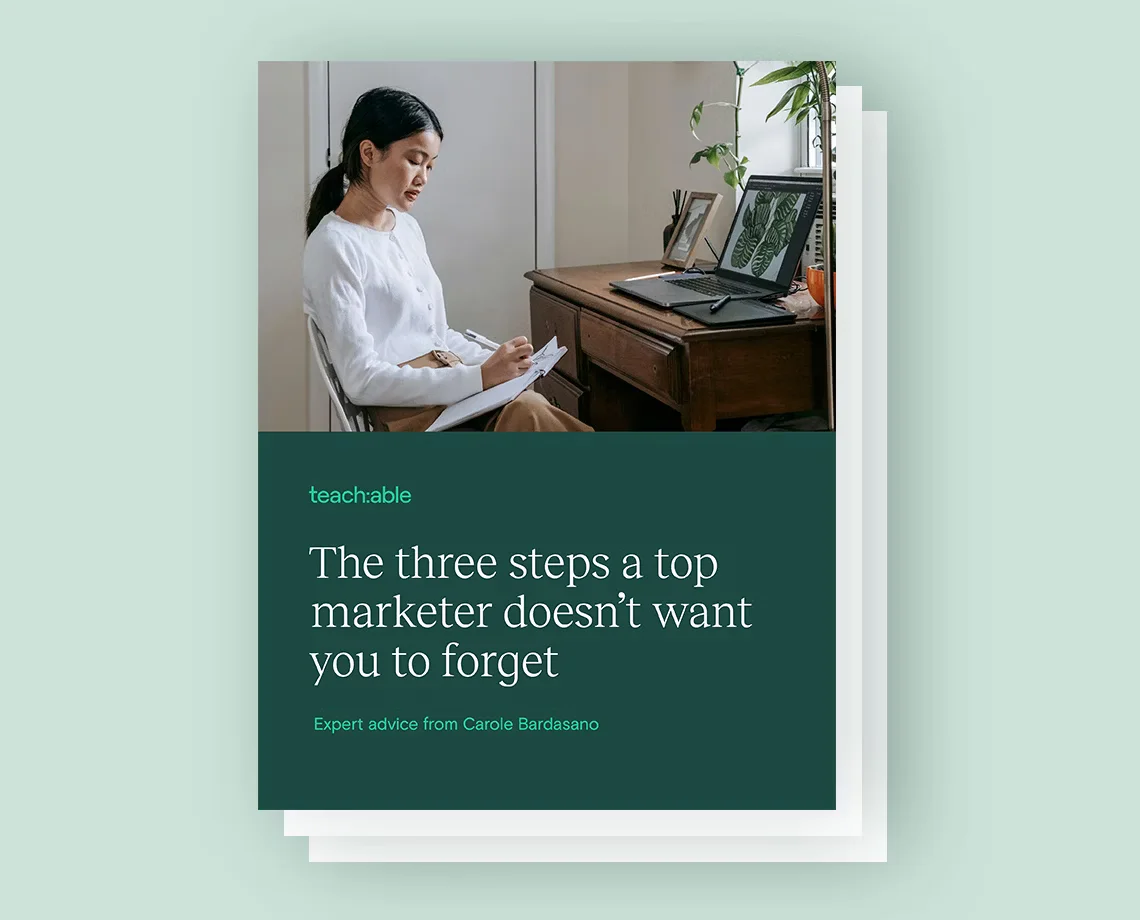 teach:able
The three steps a top
marketer doesn’t want
you to forget
Expert advice from Carole Bardasano